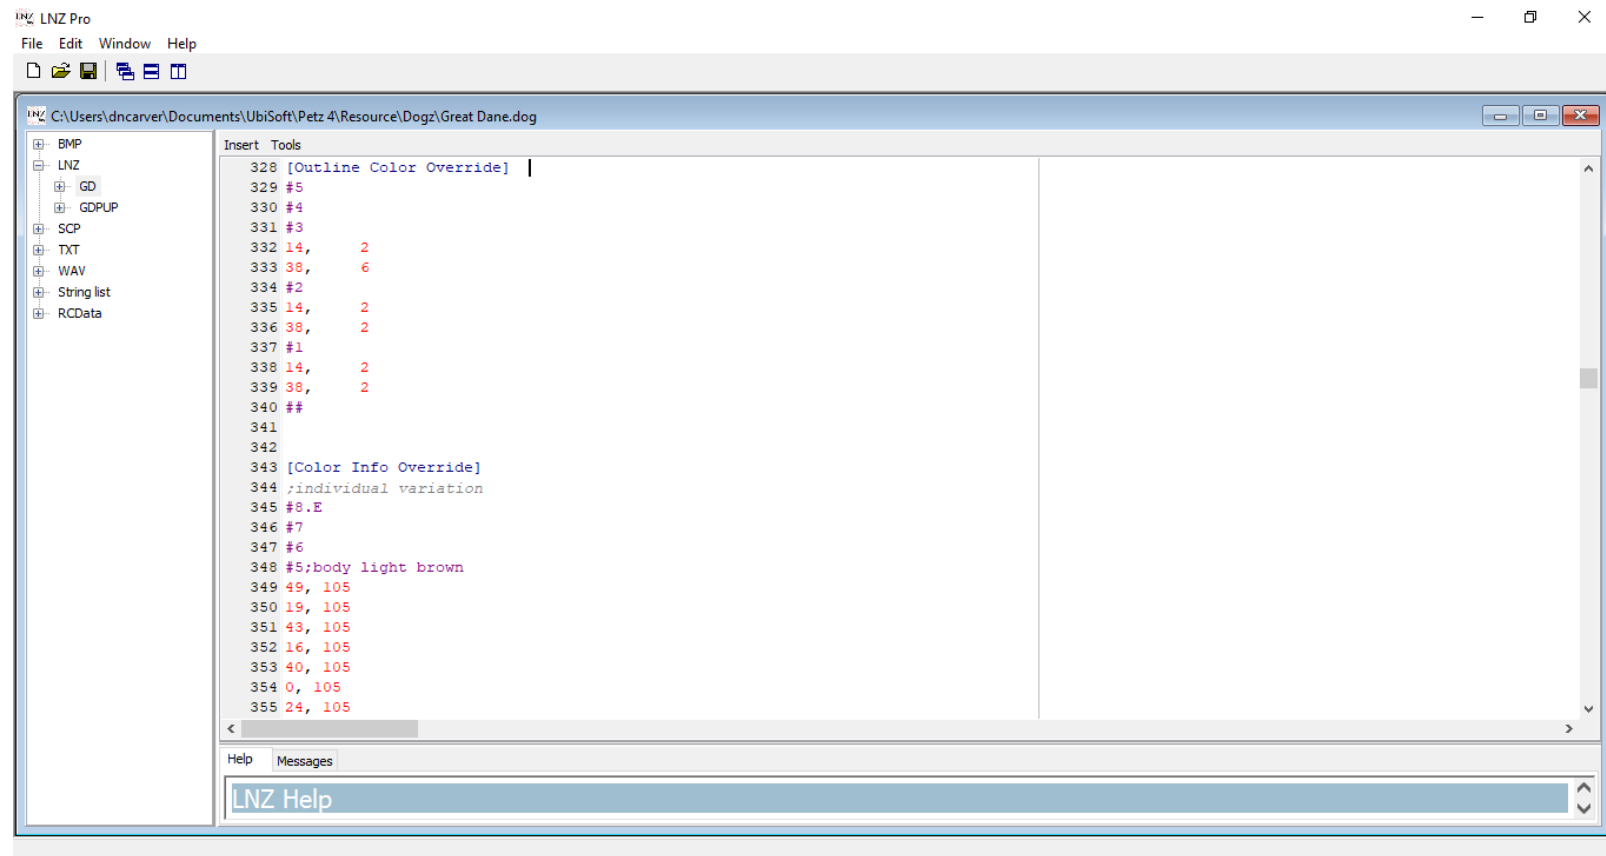 LNZ LNZ Pro
File Edit Window Help
LNZ C:\Users\dncarver\Documents\UbiSoft\Petz 4\Resource\Dogz\Great Dane.dog
BMP
LNZ
GD
GDPUP
SCP
TXT
WAV
String list
RCData
Insert Tools
328 [Outline Color Override]
329 #5
330 #4
331 #3
332 14, 2
333 38, 6
334 #2
335 14, 2
336 38, 2
337 #1
338 14, 2
339 38, 2
340 ##
341
342
343 [Color Info Override]
344 ;individual variation
345 #8.E
346 #7
347 #6
348 #5;body light brown
349 49, 105
350 19, 105
351 43, 105
352 16, 105
353 40, 105
354 0, 105
355 24, 105
Help Messages
LNZ Help